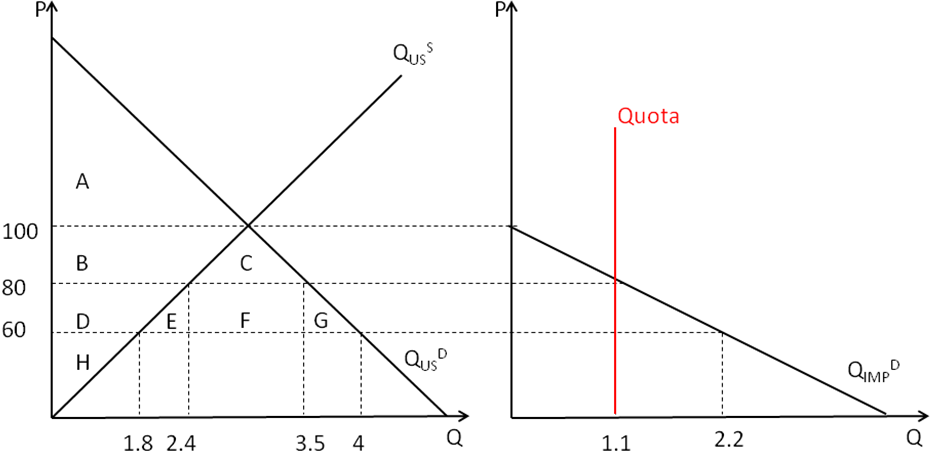 P
P
Q_US^S
Quota
A
100
B
C
80
D
E
F
G
60
H
Q_US^D
Q_IMP^D
1.8
2.4
3.5
4
Q
1.1
2.2
Q